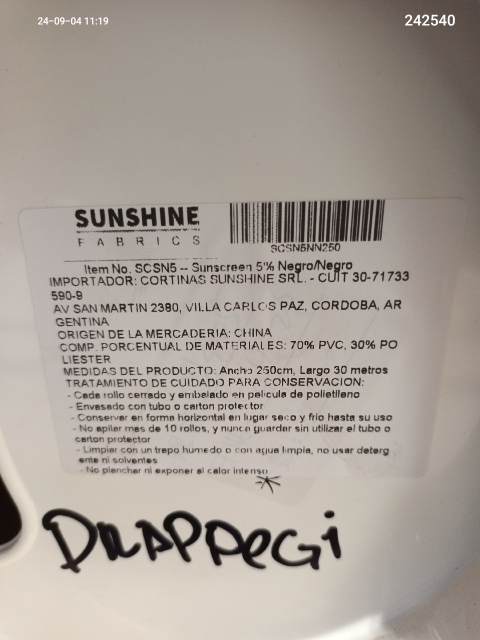 24-09-04 11:19
242540
SUNSHINE
FABRICS
SCSN5NN250
Item No. SCSN5 -- Sunscreen 5% Negro/Negro
IMPORTADOR: CORTINAS SUNSHINE SRL. - CUIT 30-71733
590-9
AV SAN MARTIN 2380, VILLA CARLOS PAZ, CORDOBA, AR
GENTINA
ORIGEN DE LA MERCADERIA: CHINA
COMP. PORCENTUAL DE MATERIALES: 70% PVC, 30% PO
LIESTER
MEDIDAS DEL PRODUCTO: Ancho 250cm, Largo 30 metros
TRATAMIENTO DE CUIDADO PARA CONSERVACION:
- Cada rollo cerrado y embalado en pelicula de polietileno
- Envasado con tubo o carton protector
- Conservar en forma horizontal en lugar seco y frio hasta su uso
- No apilar mas de 10 rollos, y nunca guardar sin utilizar el tubo o
carton protector
- Limpiar con un trapo humedo o con agua limpia, no usar deterg
ente ni solventes
- No planchar ni exponer al calor intenso
DRAPPeGi